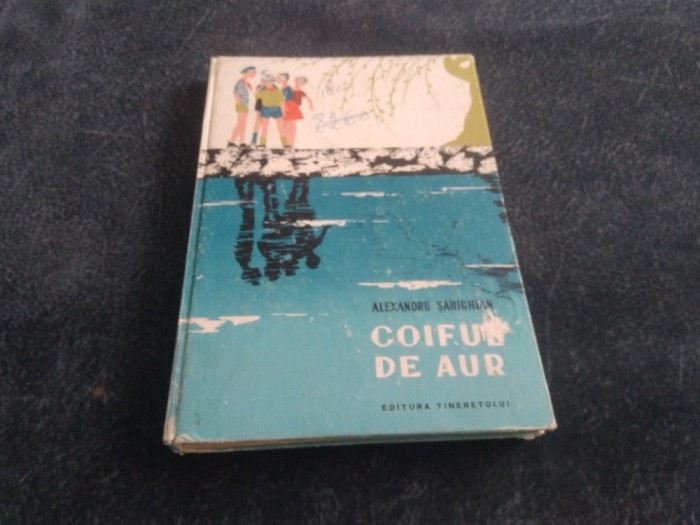 ALEXANDRU SAHIGHIAN
COIFUL
DE AUR
EDITURA TINERETULUI